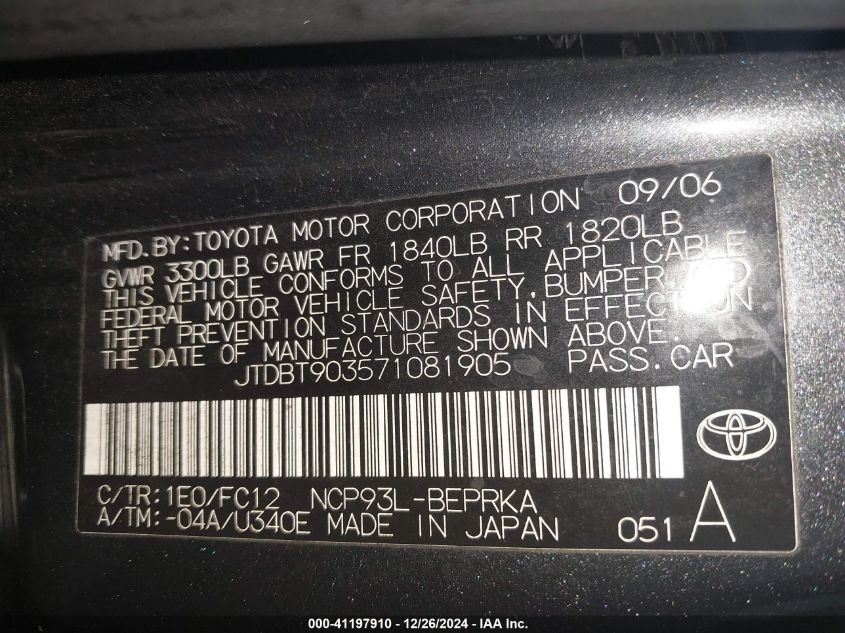 MFD.BY:TOYOTA MOTOR CORPORATION 09/06
GVWR 3300LB GAWR FR 1840LB RR 1820LB
THIS VEHICLE CONFORMS TO ALL APPLICABLE
FEDERAL MOTOR VEHICLE SAFETY,BUMPER,AND
THEFT PREVENTION STANDARDS IN EFFECT ON
THE DATE OF MANUFACTURE SHOWN ABOVE.
JTDBT903571081905 PASS.CAR
C/TR:1E0/FC12 NCP93L-BEPRKA
A/TM:-04A/U340E MADE IN JAPAN 051 A
000-41197910 - 12/26/2024 - IAA Inc.